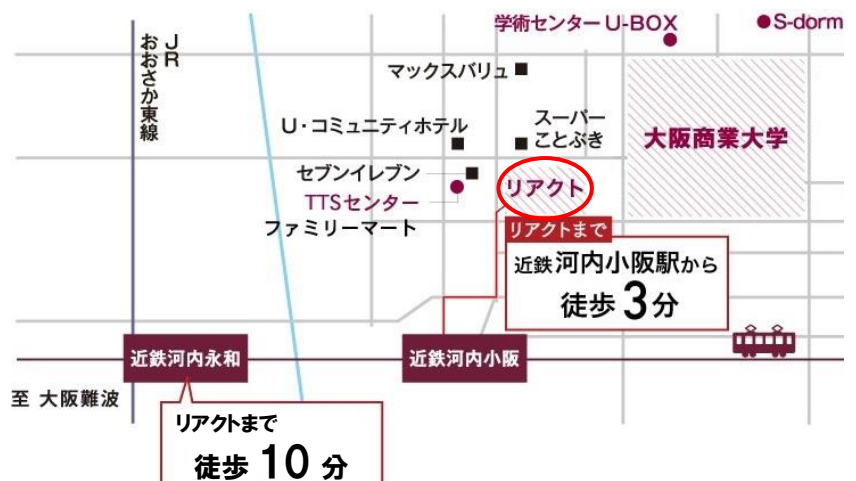 学術センター U-BOX
S-dorm
JR
おおさか東線
マックスバリュ
U・コミュニティホテル
スーパー
ことぶき
大阪商業大学
セブンイレブン
リアクト
TTSセンター
ファミリーマート
リアクトまで
近鉄河内小阪駅から
徒歩 3分
近鉄河内永和
近鉄河内小阪
至 大阪難波
リアクトまで
徒歩 10 分